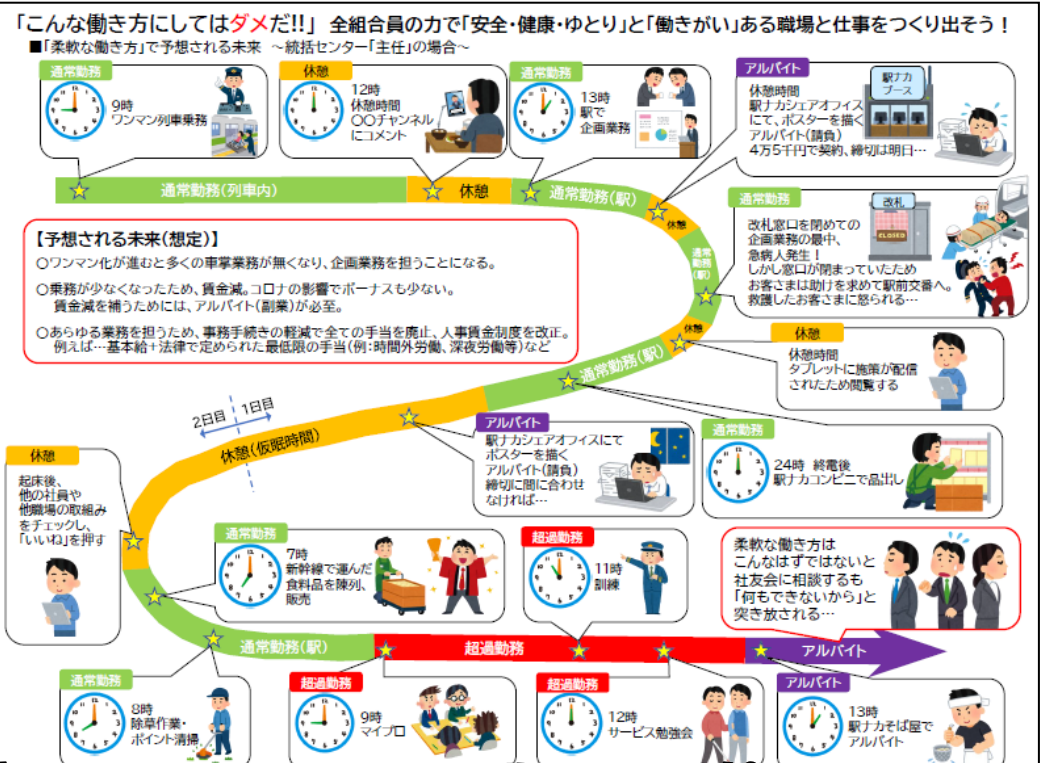 「こんな働き方にしてはダメだ!!」 全組合員の力で「安全・健康・ゆとり」と「働きがい」ある職場と仕事をつくり出そう！
■「柔軟な働き方」で予想される未来 ～統括センター「主任」の場合～
通常勤務
9時
ワンマン列車乗務
休憩
12時
休憩時間
〇〇チャンネル
にコメント
通常勤務
13時
駅で
企画業務
アルバイト
休憩時間
駅ナカシェアオフィス
にて、ポスターを描く
アルバイト(請負)
4万5千円で契約、締切は明日…
駅ナカ
ブース
通常勤務(列車内)
休憩
通常勤務(駅)
休憩
通常勤務
改札窓口を閉めての
企画業務の最中、
急病人発生！
しかし窓口が閉まっていたため
お客さまは助けを求めて駅前交番へ。
救護したお客さまに怒られる…
改札
CLOSED
通常
勤務
(駅)
【予想される未来(想定)】
〇ワンマン化が進むと多くの車掌業務が無くなり、企画業務を担うことになる。
〇乗務が少なくなったため、賃金減。コロナの影響でボーナスも少ない。
賃金減を補うためには、アルバイト(副業)が必至。
〇あらゆる業務を担うため、事務手続きの軽減で全ての手当を廃止、人事賃金制度を改正。
例えば…基本給＋法律で定められた最低限の手当(例:時間外労働、深夜労働等)など
休憩
休憩
休憩時間
タブレットに施策が配信
されたため閲覧する
通常勤務(駅)
2日目
1日目
休憩(仮眠時間)
アルバイト
駅ナカシェアオフィスにて
ポスターを描く
アルバイト(請負)
締切に間に合わせ
なければ…
通常勤務
24時 終電後
駅ナカコンビニで品出し
休憩
起床後、
他の社員や
他職場の取組み
をチェックし、
「いいね」を押す
通常勤務
7時
新幹線で運んだ
食料品を陳列、
販売
超過勤務
11時
訓練
柔軟な働き方は
こんなはずではないと
社友会に相談するも
「何もできないから」と
突き放される…
通常勤務(駅)
超過勤務
アルバイト
通常勤務
8時
除草作業・
ポイント清掃
超過勤務
9時
マイプロ
超過勤務
12時
サービス勉強会
アルバイト
13時
駅ナカそば屋で
アルバイト